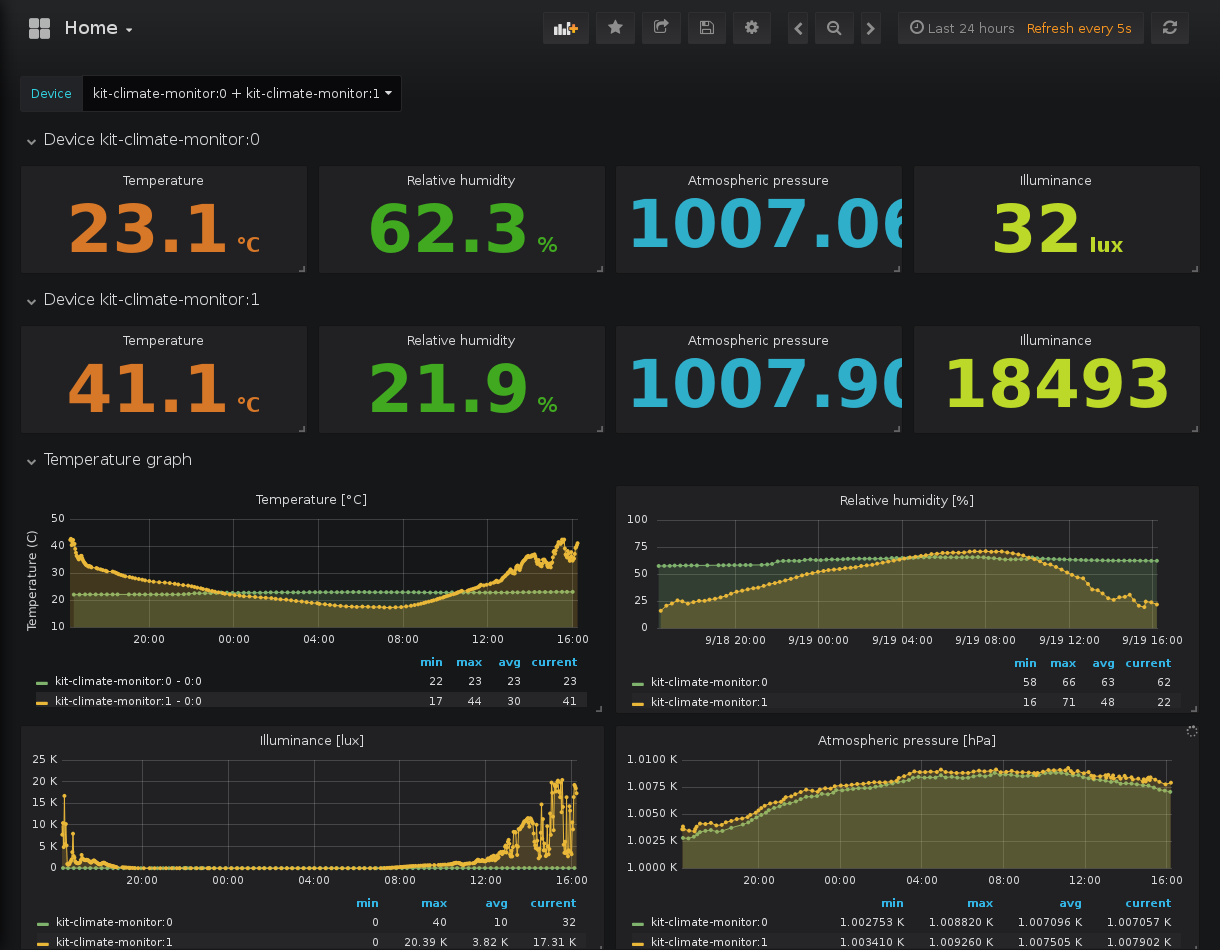 Home
Last 24 hours Refresh every 5s
Device kit-climate-monitor:0 + kit-climate-monitor:1
Device kit-climate-monitor:0
Temperature Relative humidity Atmospheric pressure Illuminance
23.1 °C 62.3 % 1007.06 32 lux
Device kit-climate-monitor:1
Temperature Relative humidity Atmospheric pressure Illuminance
41.1 °C 21.9 % 1007.90 18493
Temperature graph
Temperature [°C]
Temperature (C)
50
40
30
20
10
20:00 00:00 04:00 08:00 12:00 16:00
min max avg current
kit-climate-monitor:0 - 0:0 22 23 23 23
kit-climate-monitor:1 - 0:0 17 44 30 41
Relative humidity [%]
100
75
50
25
0
9/18 20:00 9/19 00:00 9/19 04:00 9/19 08:00 9/19 12:00 9/19 16:00
min max avg current
kit-climate-monitor:0 58 66 63 62
kit-climate-monitor:1 16 71 48 22
Illuminance [lux]
25 K
20 K
15 K
10 K
5 K
0
20:00 00:00 04:00 08:00 12:00 16:00
min max avg current
kit-climate-monitor:0 0 40 10 32
kit-climate-monitor:1 0 20.39 K 3.82 K 17.31 K
Atmospheric pressure [hPa]
1.0100 K
1.0075 K
1.0050 K
1.0025 K
1.0000 K
20:00 00:00 04:00 08:00 12:00 16:00
min max avg current
kit-climate-monitor:0 1.002753 K 1.008820 K 1.007096 K 1.007057 K
kit-climate-monitor:1 1.003410 K 1.009260 K 1.007505 K 1.007902 K